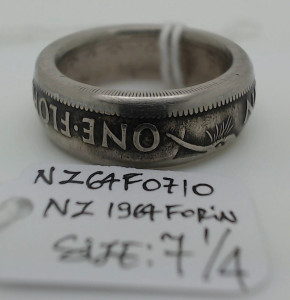 ONE·FLO
NZ64F0710
NZ 1964 FORIN
SIZE: 7 1/4